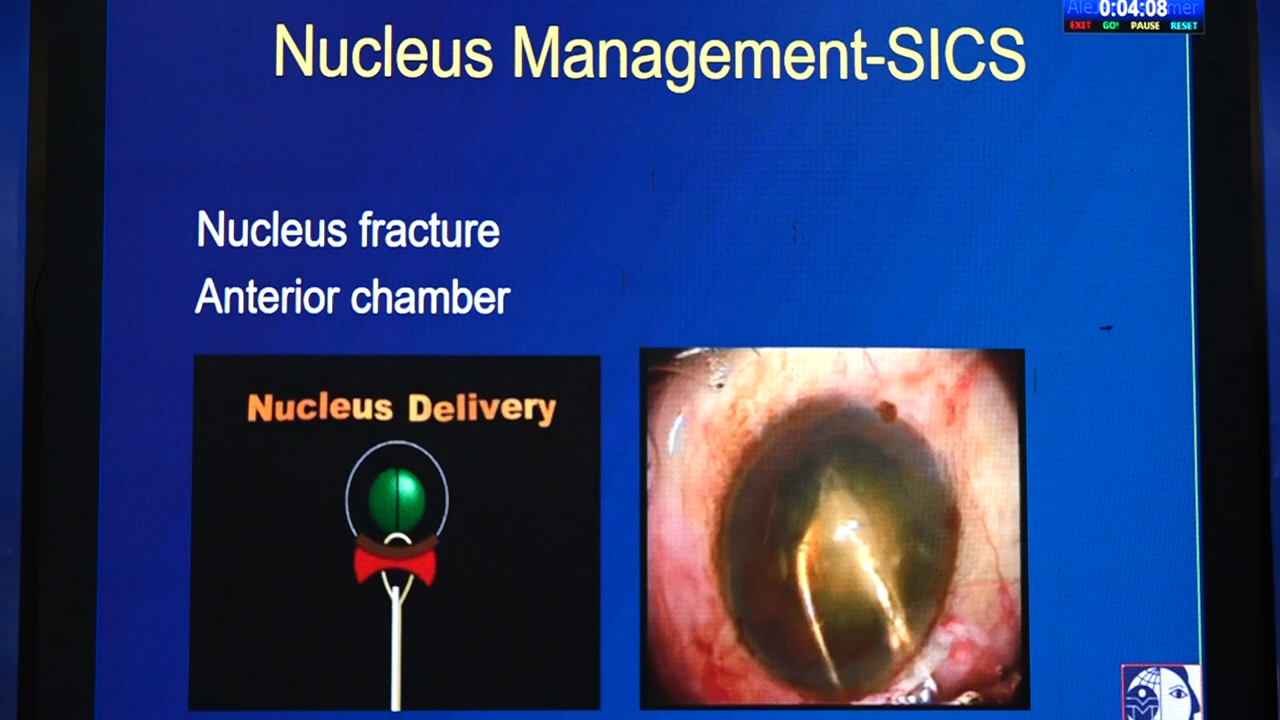 Nucleus Management-SICS
0:04:08
EXIT GO! PAUSE RESET
Nucleus fracture
Anterior chamber
Nucleus Delivery